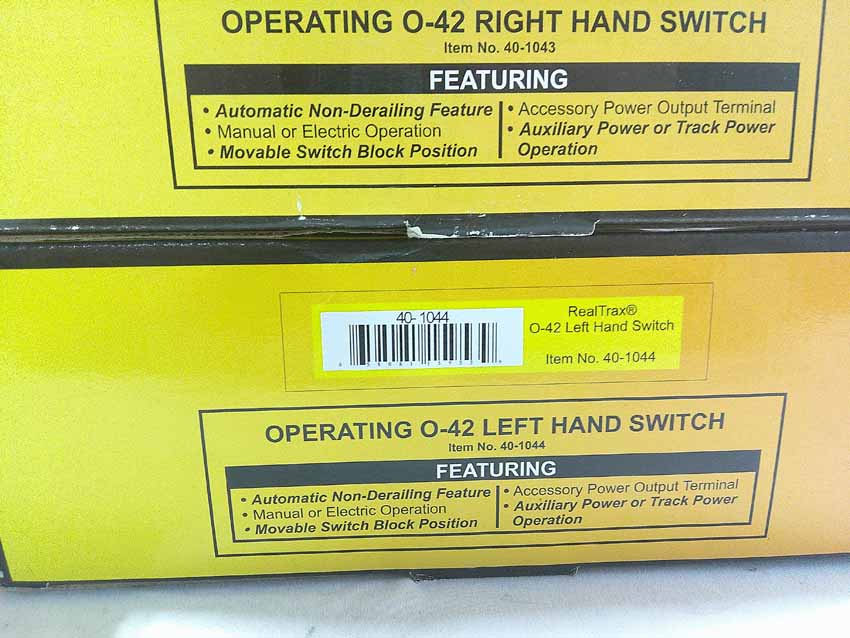 OPERATING O-42 RIGHT HAND SWITCH
Item No. 40-1043
FEATURING
• Automatic Non-Derailing Feature
• Manual or Electric Operation
• Movable Switch Block Position
• Accessory Power Output Terminal
• Auxiliary Power or Track Power
Operation
40-1044
RealTrax®
O-42 Left Hand Switch
Item No. 40-1044
OPERATING O-42 LEFT HAND SWITCH
Item No. 40-1044
FEATURING
• Automatic Non-Derailing Feature
• Manual or Electric Operation
• Movable Switch Block Position
• Accessory Power Output Terminal
• Auxiliary Power or Track Power
Operation